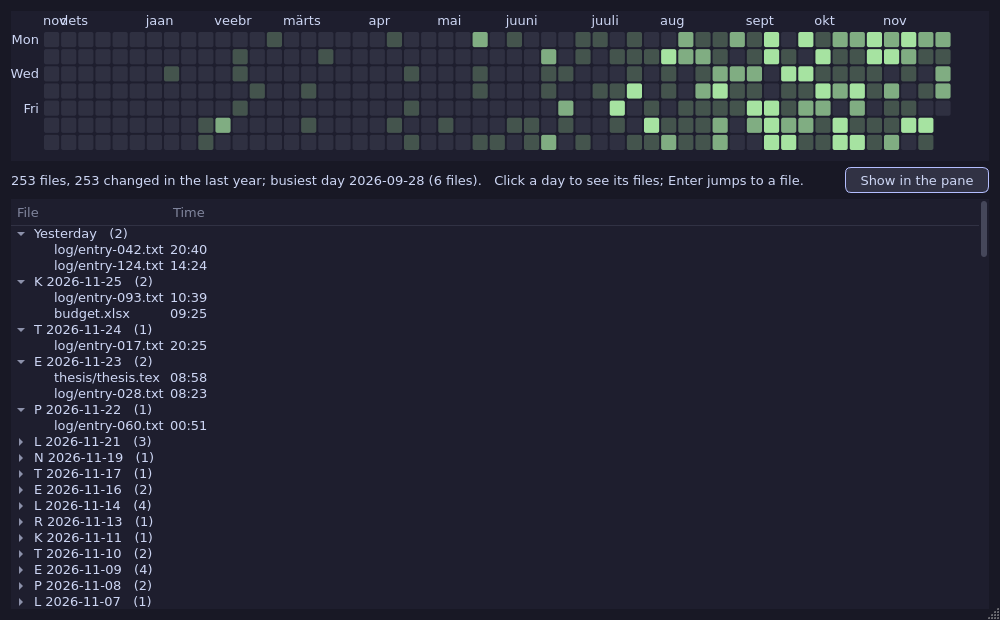 nov dets jaan veebr märts apr mai juuni juuli aug sept okt nov
Mon
Wed
Fri
253 files, 253 changed in the last year; busiest day 2026-09-28 (6 files). Click a day to see its files; Enter jumps to a file. Show in the pane
File Time
Yesterday (2)
log/entry-042.txt 20:40
log/entry-124.txt 14:24
K 2026-11-25 (2)
log/entry-093.txt 10:39
budget.xlsx 09:25
T 2026-11-24 (1)
log/entry-017.txt 20:25
E 2026-11-23 (2)
thesis/thesis.tex 08:58
log/entry-028.txt 08:23
P 2026-11-22 (1)
log/entry-060.txt 00:51
L 2026-11-21 (3)
N 2026-11-19 (1)
T 2026-11-17 (1)
E 2026-11-16 (2)
L 2026-11-14 (4)
R 2026-11-13 (1)
K 2026-11-11 (1)
T 2026-11-10 (2)
E 2026-11-09 (4)
P 2026-11-08 (2)
L 2026-11-07 (1)